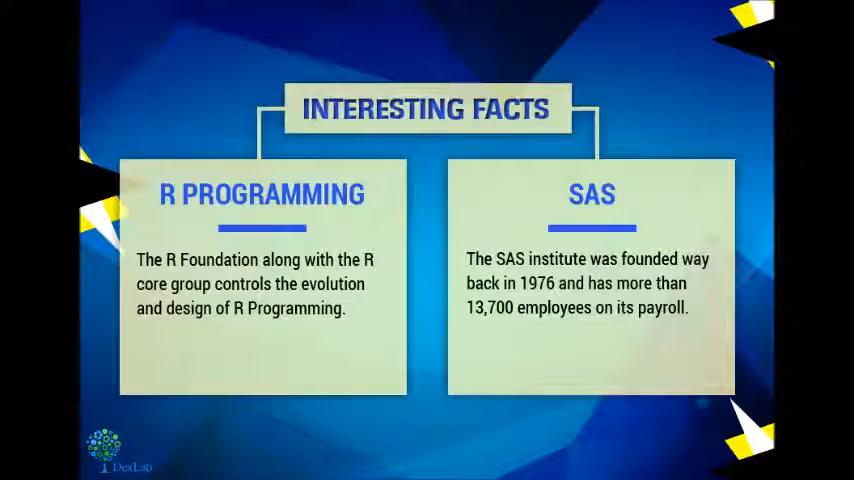 INTERESTING FACTS
R PROGRAMMING
The R Foundation along with the R
core group controls the evolution
and design of R Programming.
SAS
The SAS institute was founded way
back in 1976 and has more than
13,700 employees on its payroll.
DexLab